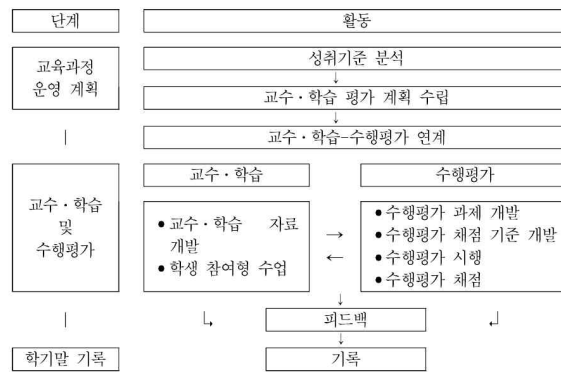 단계
활동
교육과정
운영 계획
성취기준 분석
↓
교수·학습 평가 계획 수립
↓
교수·학습-수행평가 연계
교수·학습
및
수행평가
교수·학습
수행평가
● 교수·학습 자료
개발
● 학생 참여형 수업
→
←
● 수행평가 과제 개발
● 수행평가 채점 기준 개발
● 수행평가 시행
● 수행평가 채점
↓
피드백
↓
학기말 기록
기록